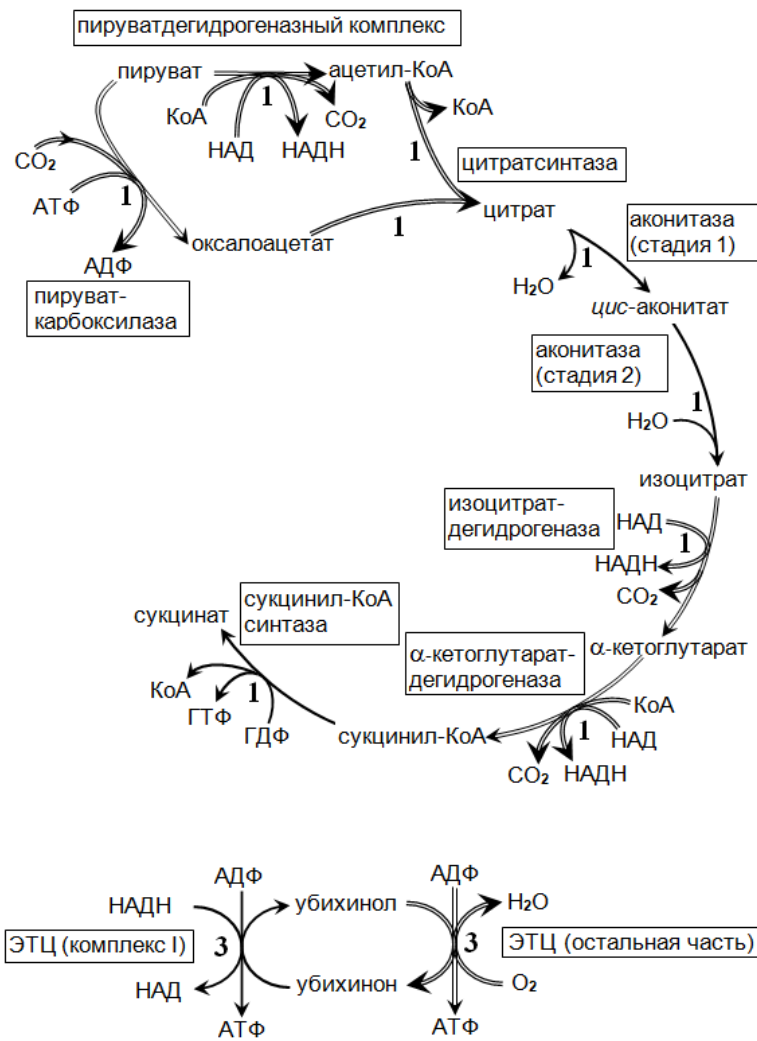 пируватдегидрогеназный комплекс
пируват
ацетил-КоА
1
КоА
CO2
КоА
НАД
НАДН
CO2
1
цитратсинтаза
АТФ
1
1
цитрат
оксалоацетат
АДФ
пируват-
карбоксилаза
аконитаза
(стадия 1)
1
H2O
цис-аконитат
аконитаза
(стадия 2)
1
H2O
изоцитрат
изоцитрат-
дегидрогеназа
НАД
1
НАДН
CO2
сукцинат
сукцинил-КоА
синтаза
α-кетоглутарат
α-кетоглутарат-
дегидрогеназа
КоА
1
ГТФ
ГДФ
сукцинил-КоА
КоА
1
НАД
CO2
НАДН
АДФ
АДФ
НАДН
убихинол
H2O
ЭТЦ (комплекс I)
3
3
ЭТЦ (остальная часть)
НАД
убихинон
O2
АТФ
АТФ